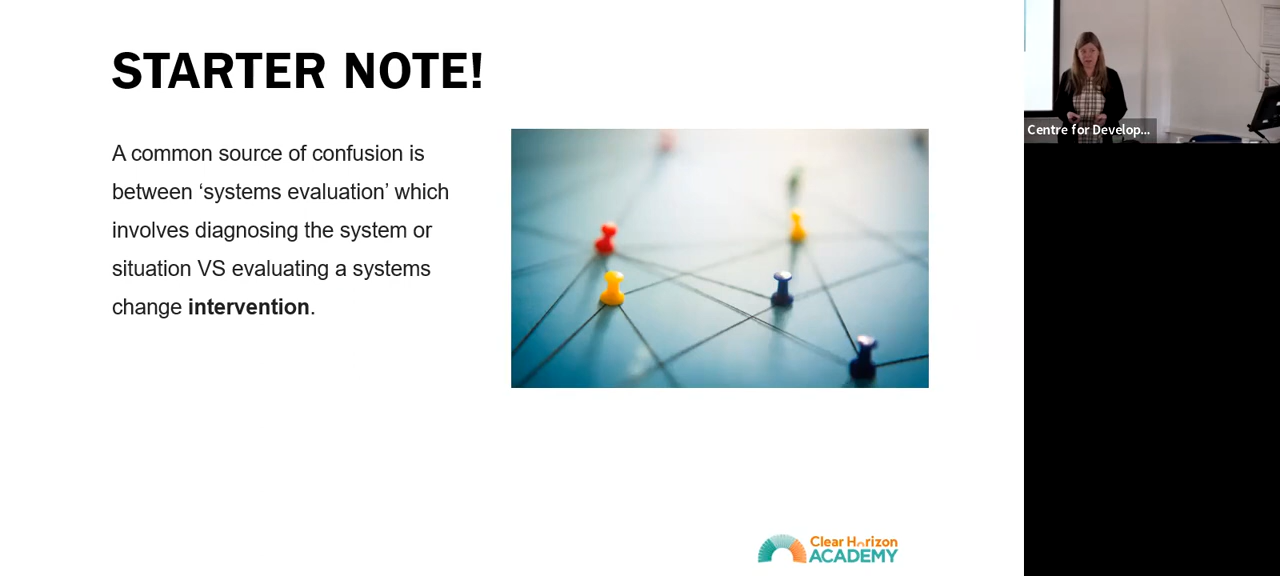 STARTER NOTE!
A common source of confusion is
between ‘systems evaluation’ which
involves diagnosing the system or
situation VS evaluating a systems
change intervention.
Centre for Develop...
Clear Horizon
ACADEMY